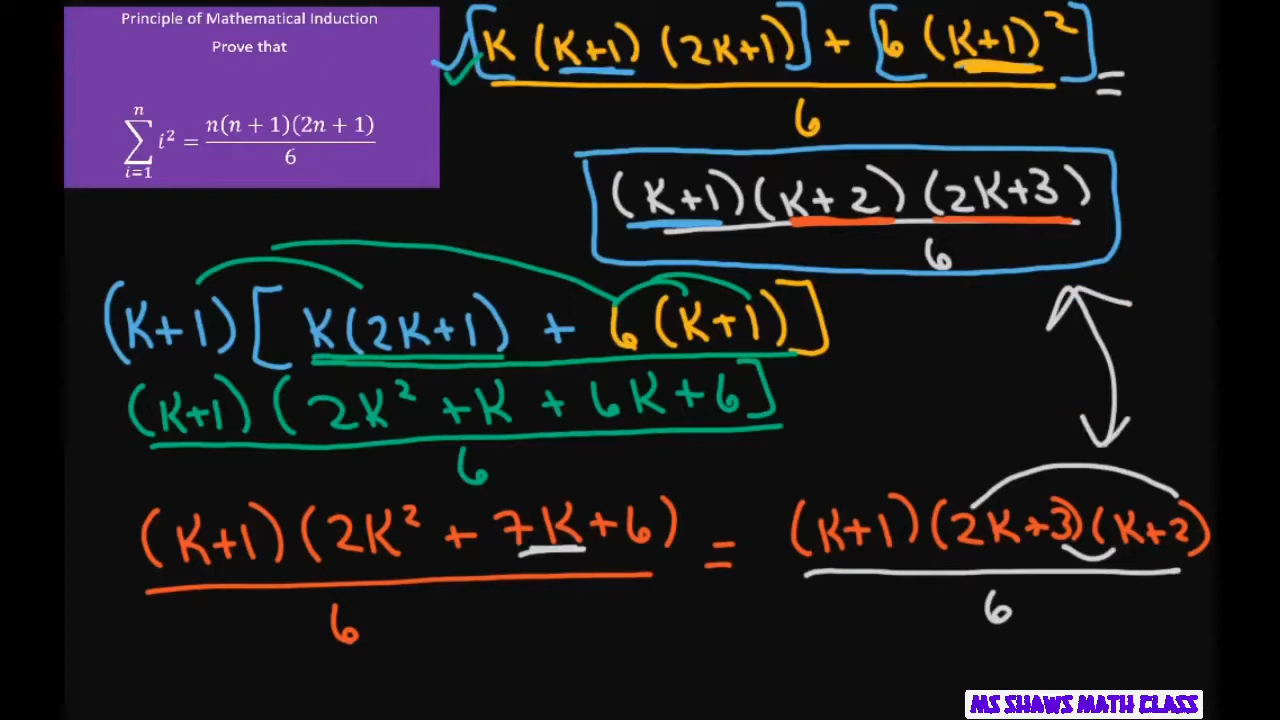 Principle of Mathematical Induction
Prove that
n
∑ i² = n(n + 1)(2n + 1)
i=1
6
[K (K+1) (2K+1)] + [6 (K+1)²] =
6
(K+1)(K+2)(2K+3)
6
(K+1)[K(2K+1) + 6(K+1)]
(K+1)(2K² +K + 6K+6]
6
(K+1)(2K² + 7K+6) = (K+1)(2K+3)(K+2)
6 6
MS SHAWS MATH CLASS